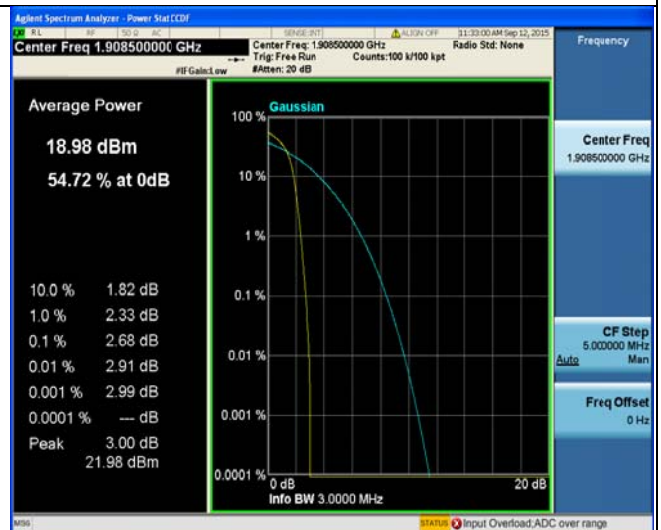 Agilent Spectrum Analyzer - Power Stat CCDF
RL RF 50 Ω AC SENSE:INT ALIGN OFF 11:33:00 AM Sep 12, 2015
Center Freq 1.908500000 GHz
Center Freq: 1.908500000 GHz Radio Std: None
Trig: Free Run Counts:100 k/100 kpt
#IFGain:Low #Atten: 20 dB
Frequency
Average Power
18.98 dBm
54.72 % at 0dB
10.0 % 1.82 dB
1.0 % 2.33 dB
0.1 % 2.68 dB
0.01 % 2.91 dB
0.001 % 2.99 dB
0.0001 % --- dB
Peak 3.00 dB
21.98 dBm
Gaussian
100 %
10 %
1 %
0.1 %
0.01 %
0.001 %
0.0001 %
0 dB 20 dB
Info BW 3.0000 MHz
Center Freq
1.908500000 GHz
CF Step
5.000000 MHz
Auto Man
Freq Offset
0 Hz
MSG
STATUS Input Overload;ADC over range